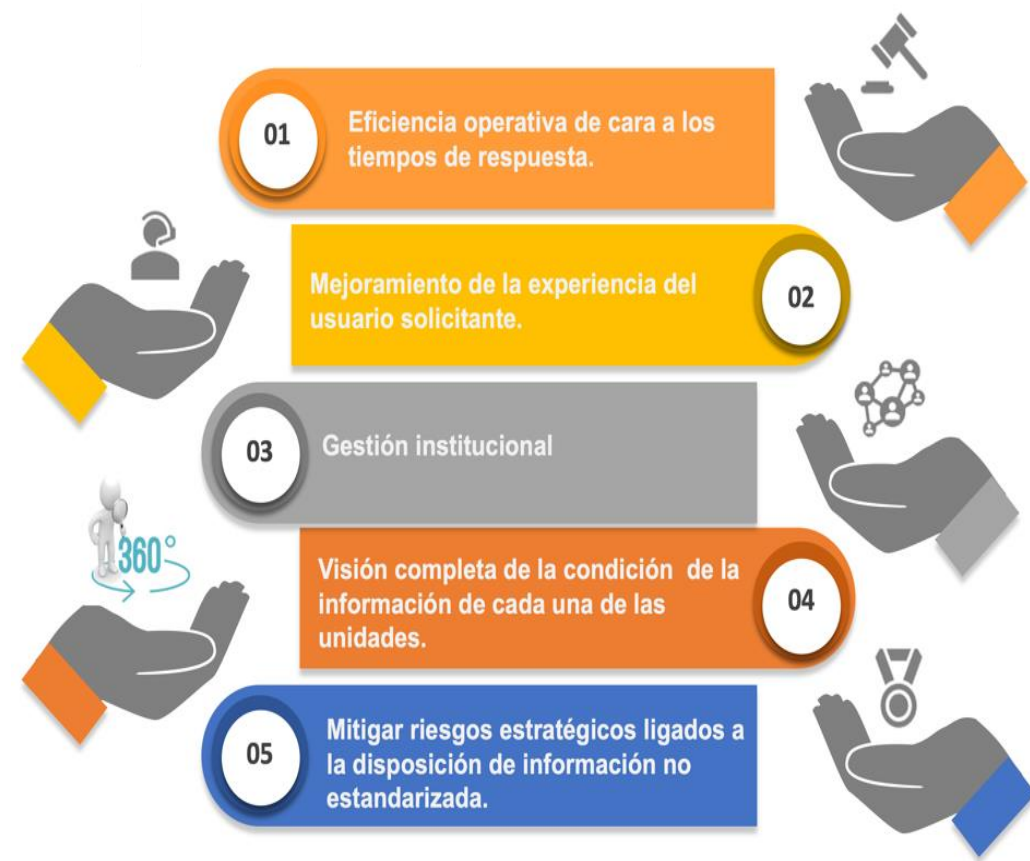 01
Eficiencia operativa de cara a los
tiempos de respuesta.
Mejoramiento de la experiencia del
usuario solicitante.
02
03
Gestión institucional
360°
Visión completa de la condición de la
información de cada una de las
unidades.
04
05
Mitigar riesgos estratégicos ligados a
la disposición de información no
estandarizada.